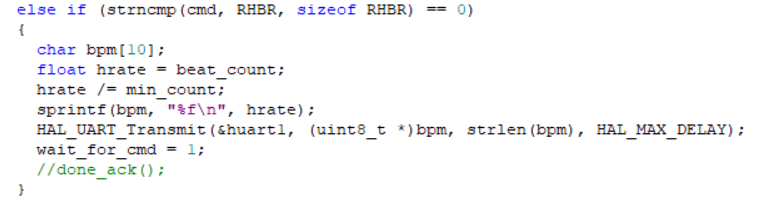 else if (strncmp(cmd, RHBR, sizeof RHBR) == 0)
{
char bpm[10];
float hrate = beat_count;
hrate /= min_count;
sprintf(bpm, "%f\n", hrate);
HAL_UART_Transmit(&huart1, (uint8_t *)bpm, strlen(bpm), HAL_MAX_DELAY);
wait_for_cmd = 1;
//done_ack();
}